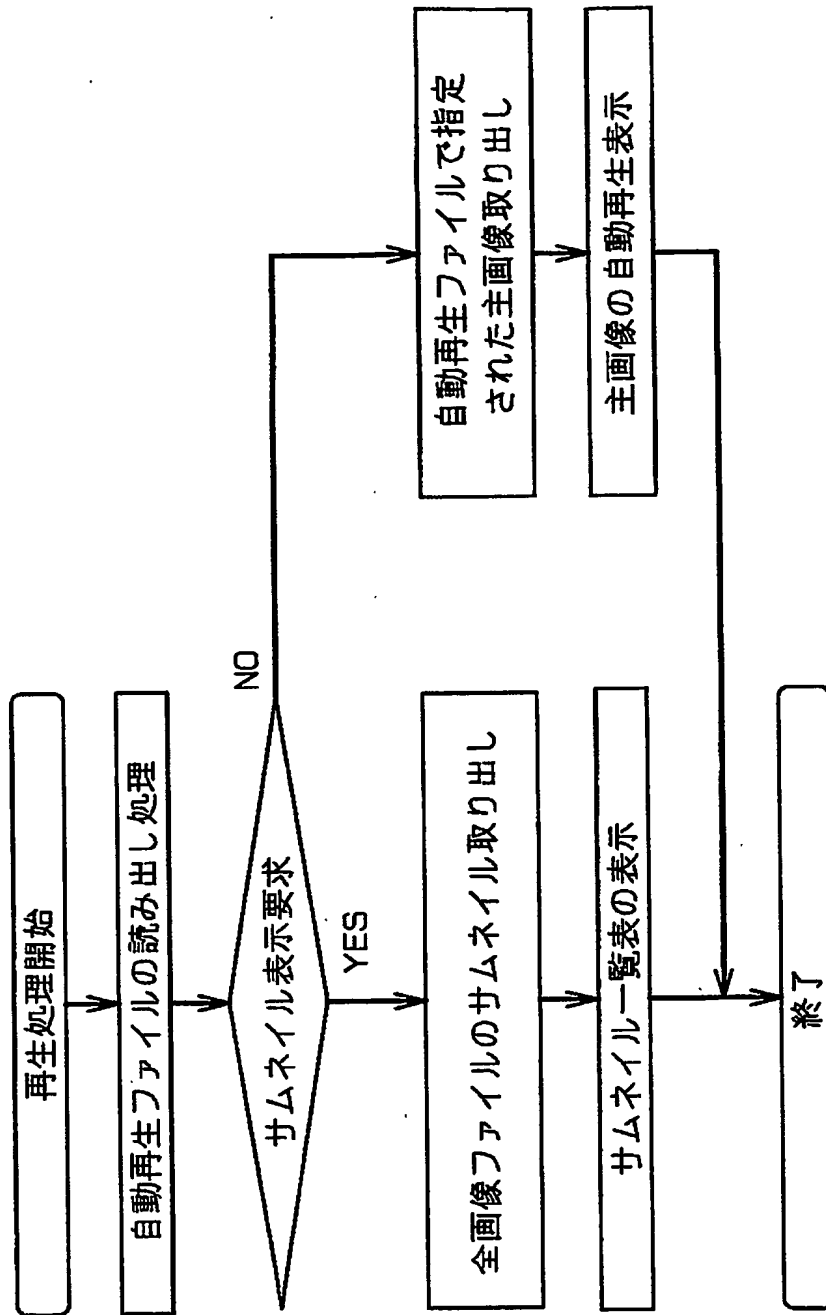 再生処理開始
自動再生ファイルの読み出し処理
サムネイル表示要求
NO
YES
全画像ファイルのサムネイル取り出し
サムネイル一覧表の表示
自動再生ファイルで指定
された主画像取り出し
主画像の自動再生表示
終了